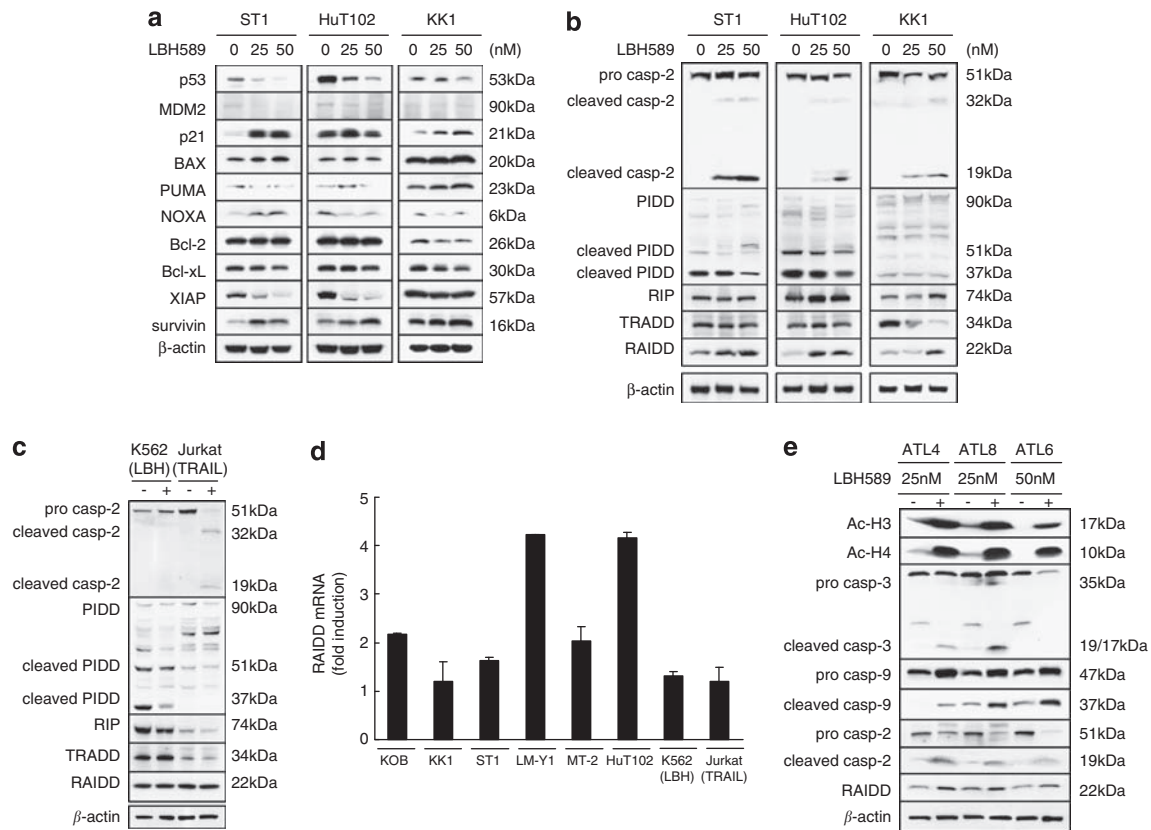 a
ST1 HuT102 KK1
LBH589 0 25 50 0 25 50 0 25 50 (nM)
p53 53kDa
MDM2 90kDa
p21 21kDa
BAX 20kDa
PUMA 23kDa
NOXA 6kDa
Bcl-2 26kDa
Bcl-xL 30kDa
XIAP 57kDa
survivin 16kDa
β-actin
b
ST1 HuT102 KK1
LBH589 0 25 50 0 25 50 0 25 50 (nM)
pro casp-2 51kDa
cleaved casp-2 32kDa
cleaved casp-2 19kDa
PIDD 90kDa
cleaved PIDD 51kDa
cleaved PIDD 37kDa
RIP 74kDa
TRADD 34kDa
RAIDD 22kDa
β-actin
c
K562 Jurkat
(LBH) (TRAIL)
- + - +
pro casp-2 51kDa
cleaved casp-2 32kDa
cleaved casp-2 19kDa
PIDD 90kDa
cleaved PIDD 51kDa
cleaved PIDD 37kDa
RIP 74kDa
TRADD 34kDa
RAIDD 22kDa
β-actin
d
RAIDD mRNA
(fold induction)
5
4
3
2
1
0
KOB KK1 ST1 LM-Y1 MT-2 HuT102 K562 Jurkat
(LBH) (TRAIL)
e
ATL4 ATL8 ATL6
LBH589 25nM 25nM 50nM
- + - + - +
Ac-H3 17kDa
Ac-H4 10kDa
pro casp-3 35kDa
cleaved casp-3 19/17kDa
pro casp-9 47kDa
cleaved casp-9 37kDa
pro casp-2 51kDa
cleaved casp-2 19kDa
RAIDD 22kDa
β-actin